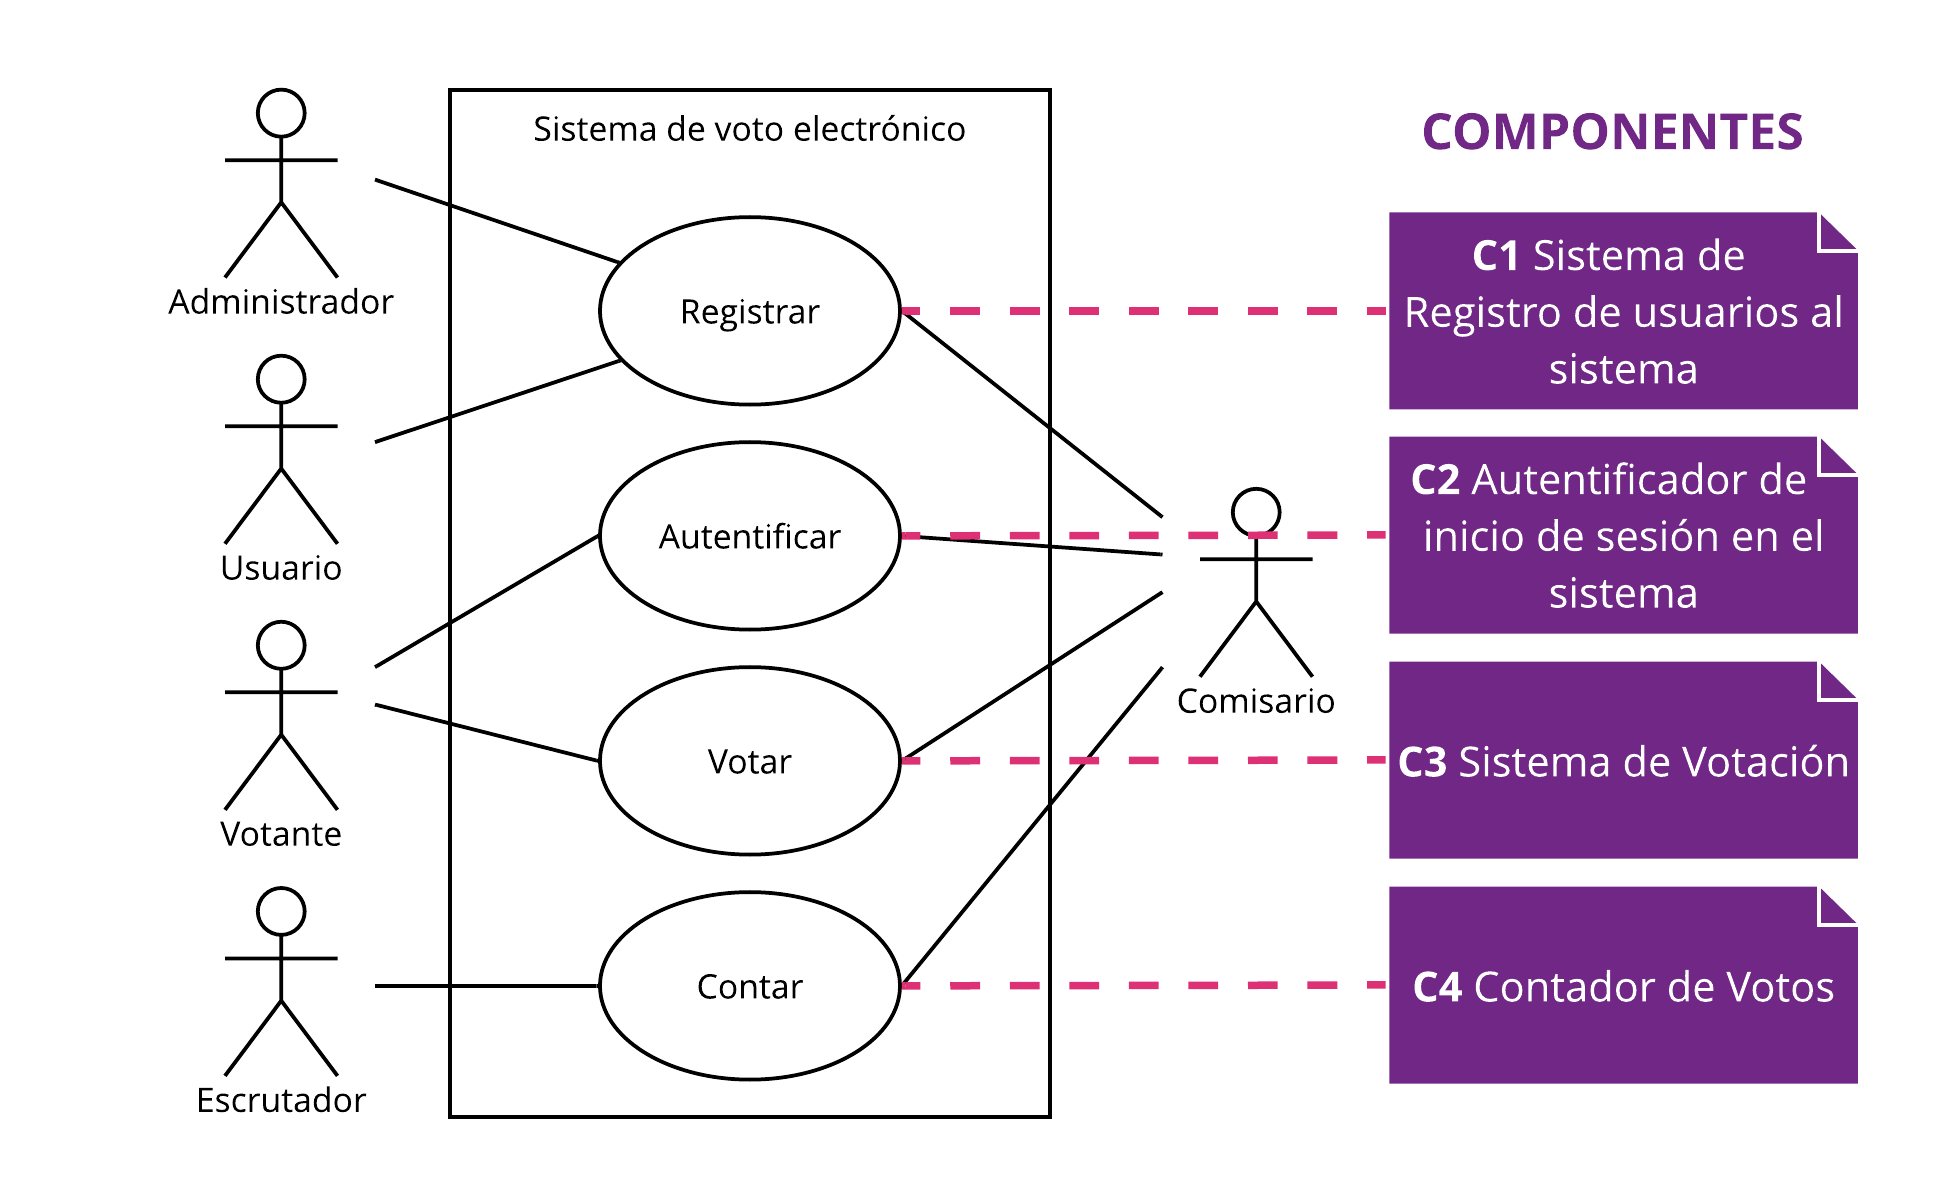 Sistema de voto electrónico
COMPONENTES
Administrador
Usuario
Votante
Escrutador
Registrar
Autentificar
Votar
Contar
Comisario
C1 Sistema de
Registro de usuarios al
sistema
C2 Autentificador de
inicio de sesión en el
sistema
C3 Sistema de Votación
C4 Contador de Votos